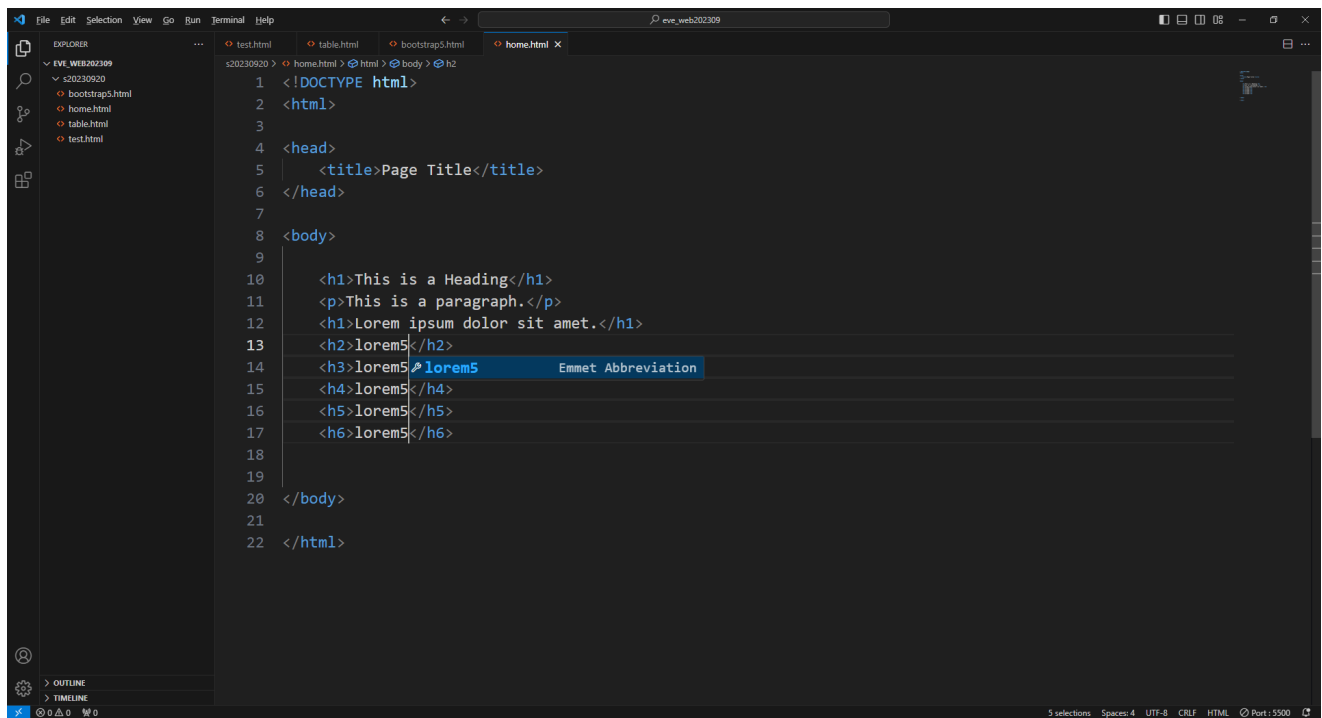 File Edit Selection View Go Run Terminal Help
eve_web202309
EXPLORER
test.html table.html bootstrap5.html home.html
EVE_WEB202309
s20230920 > home.html > html > body > h2
s20230920
bootstrap5.html
home.html
table.html
test.html
1 <!DOCTYPE html>
2 <html>
3
4 <head>
5 <title>Page Title</title>
6 </head>
7
8 <body>
9
10 <h1>This is a Heading</h1>
11 <p>This is a paragraph.</p>
12 <h1>Lorem ipsum dolor sit amet.</h1>
13 <h2>lorem5</h2>
14 <h3>lorem5 lorem5 Emmet Abbreviation
15 <h4>lorem5</h4>
16 <h5>lorem5</h5>
17 <h6>lorem5</h6>
18
19
20 </body>
21
22 </html>
OUTLINE
TIMELINE
0 0 0 5 selections Spaces: 4 UTF-8 CRLF HTML Port : 5500